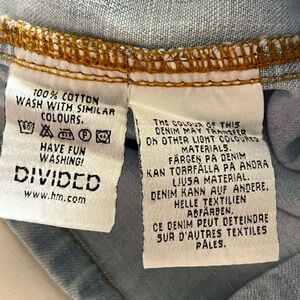 100% COTTON
WASH WITH SIMILAR
COLOURS.
HAVE FUN
WASHING!
DIVIDED
www.hm.com
THE COLOUR OF THIS
DENIM MAY TRANSFER
ON OTHER LIGHT COLOURED
MATERIALS.
FÄRGEN PÅ DENIM
KAN TORRFÄLLA PÅ ANDRA
LJUSA MATERIAL.
DENIM KANN AUF ANDERE,
HELLE TEXTILIEN
ABFÄRBEN.
CE DENIM PEUT DÉTEINDRE
SUR D'AUTRES TEXTILES
PÂLES.